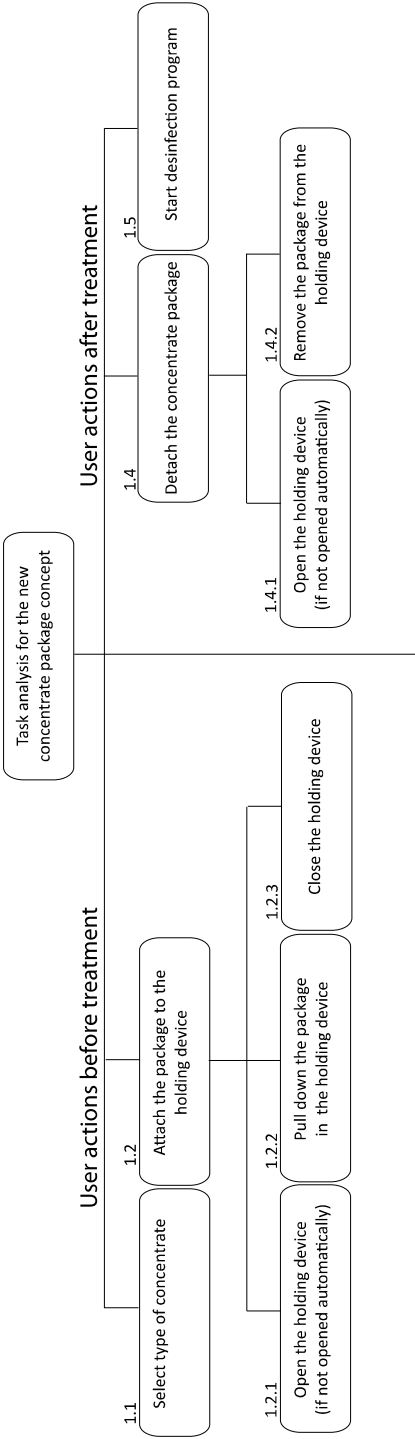 Task analysis for the new
concentrate package concept
User actions before treatment
User actions after treatment
1.1
Select type of concentrate
1.2
Attach the package to the
holding device
1.4
Detach the concentrate package
1.5
Start desinfection program
1.2.1
Open the holding device
(if not opened automatically)
1.2.2
Pull down the package
in the holding device
1.2.3
Close the holding device
1.4.1
Open the holding device
(if not opened automatically)
1.4.2
Remove the package from the
holding device